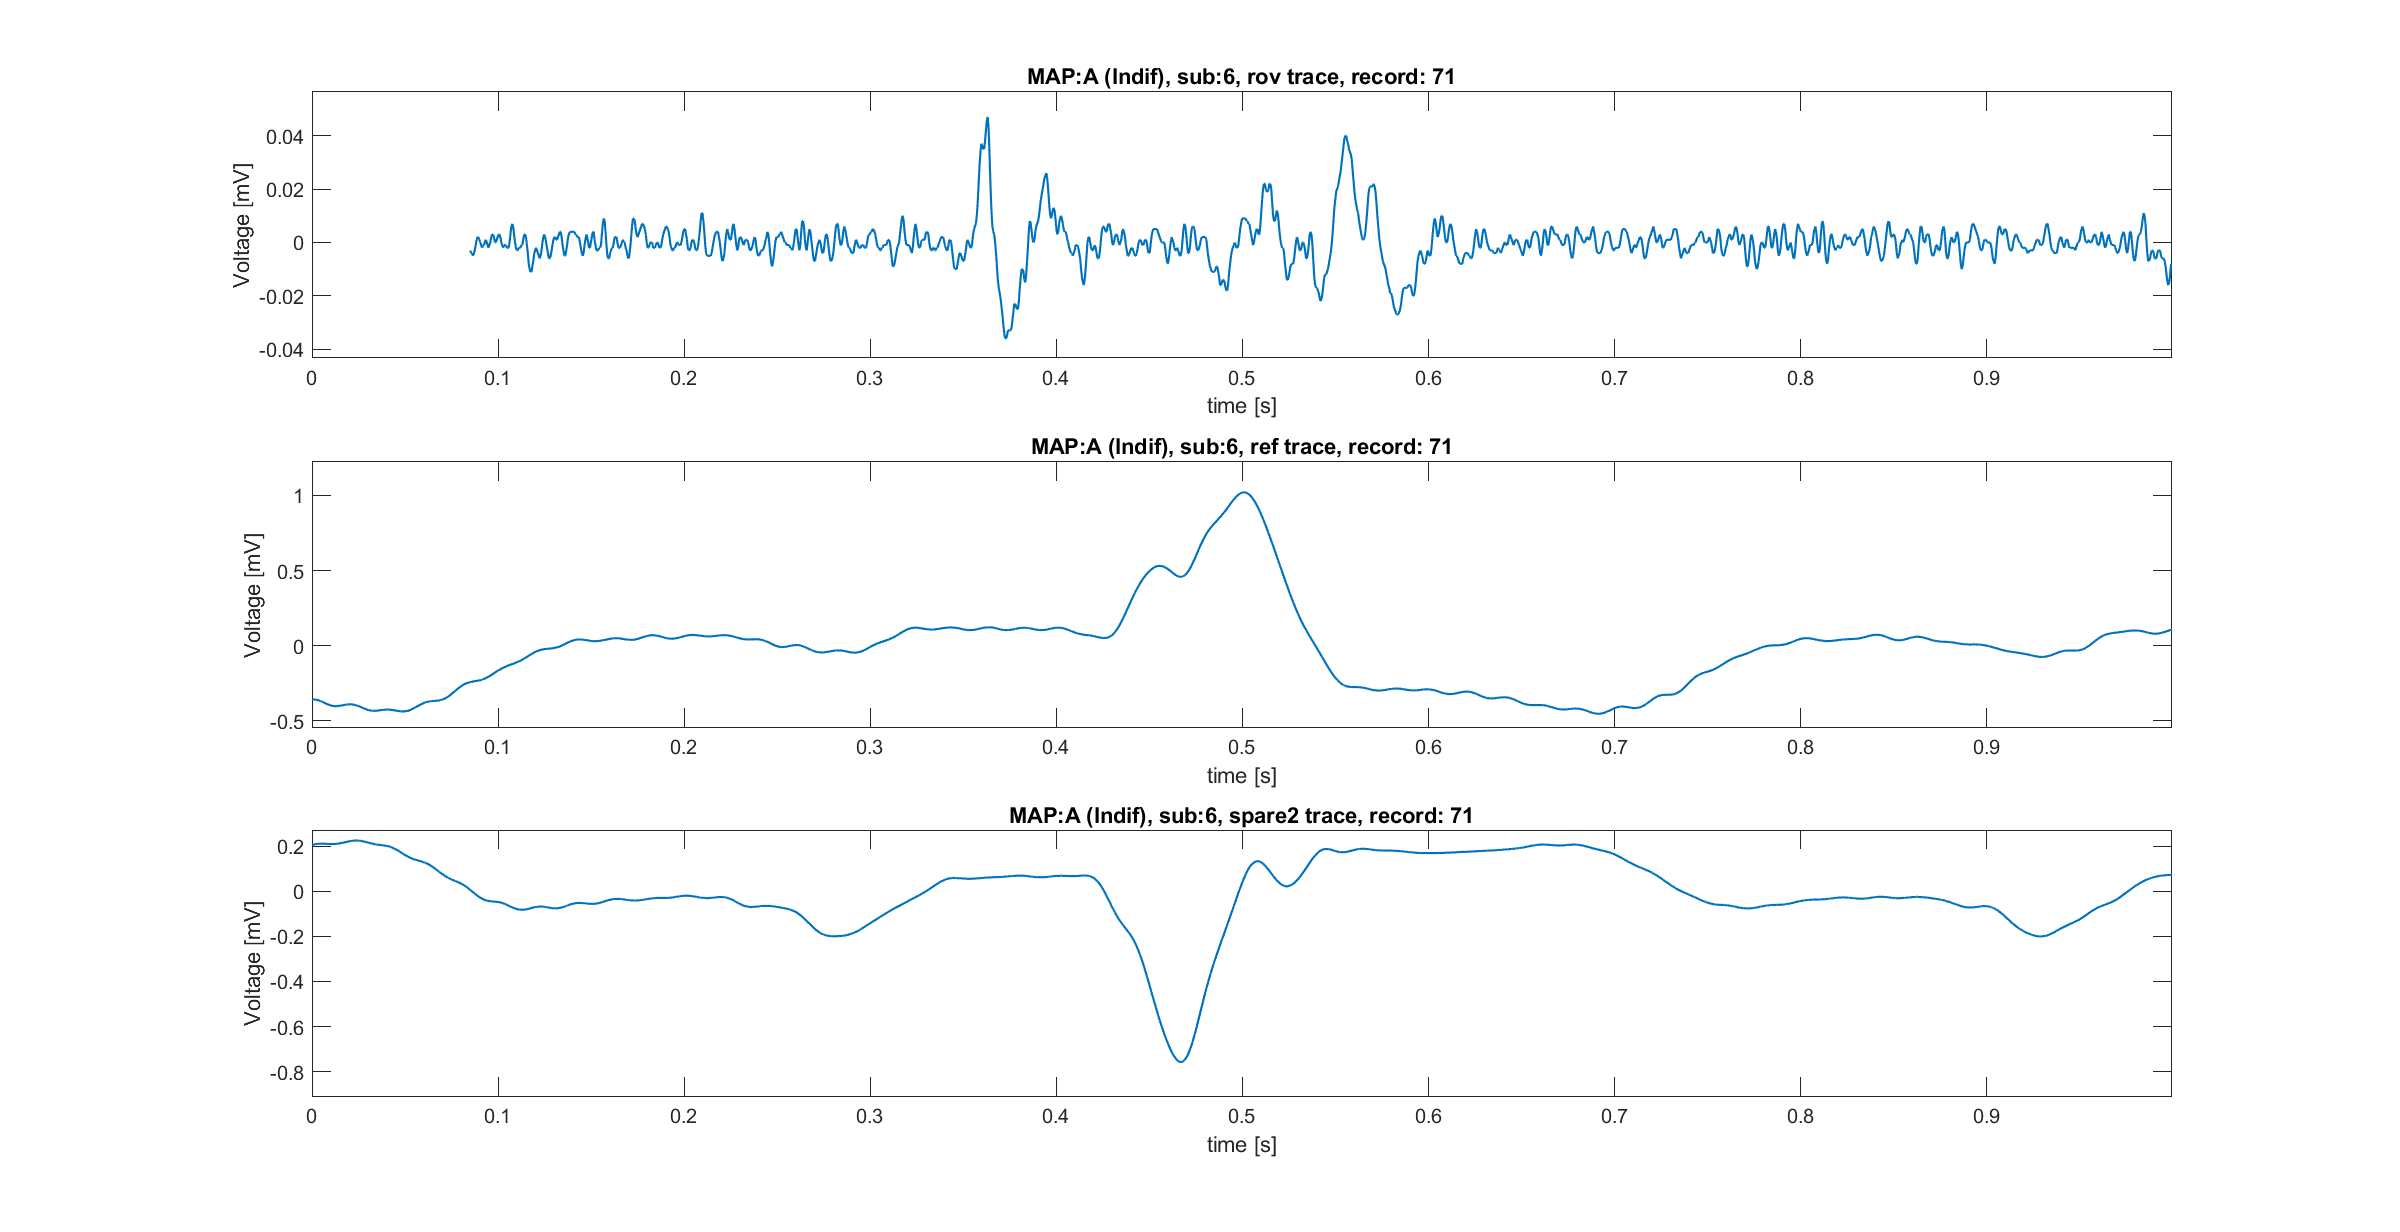 MAP:A (Indif), sub:6, rov trace, record: 71
Voltage [mV]
0.04
0.02
0
-0.02
-0.04
0 0.1 0.2 0.3 0.4 0.5 0.6 0.7 0.8 0.9
time [s]
MAP:A (Indif), sub:6, ref trace, record: 71
Voltage [mV]
1
0.5
0
-0.5
0 0.1 0.2 0.3 0.4 0.5 0.6 0.7 0.8 0.9
time [s]
MAP:A (Indif), sub:6, spare2 trace, record: 71
Voltage [mV]
0.2
0
-0.2
-0.4
-0.6
-0.8
0 0.1 0.2 0.3 0.4 0.5 0.6 0.7 0.8 0.9
time [s]